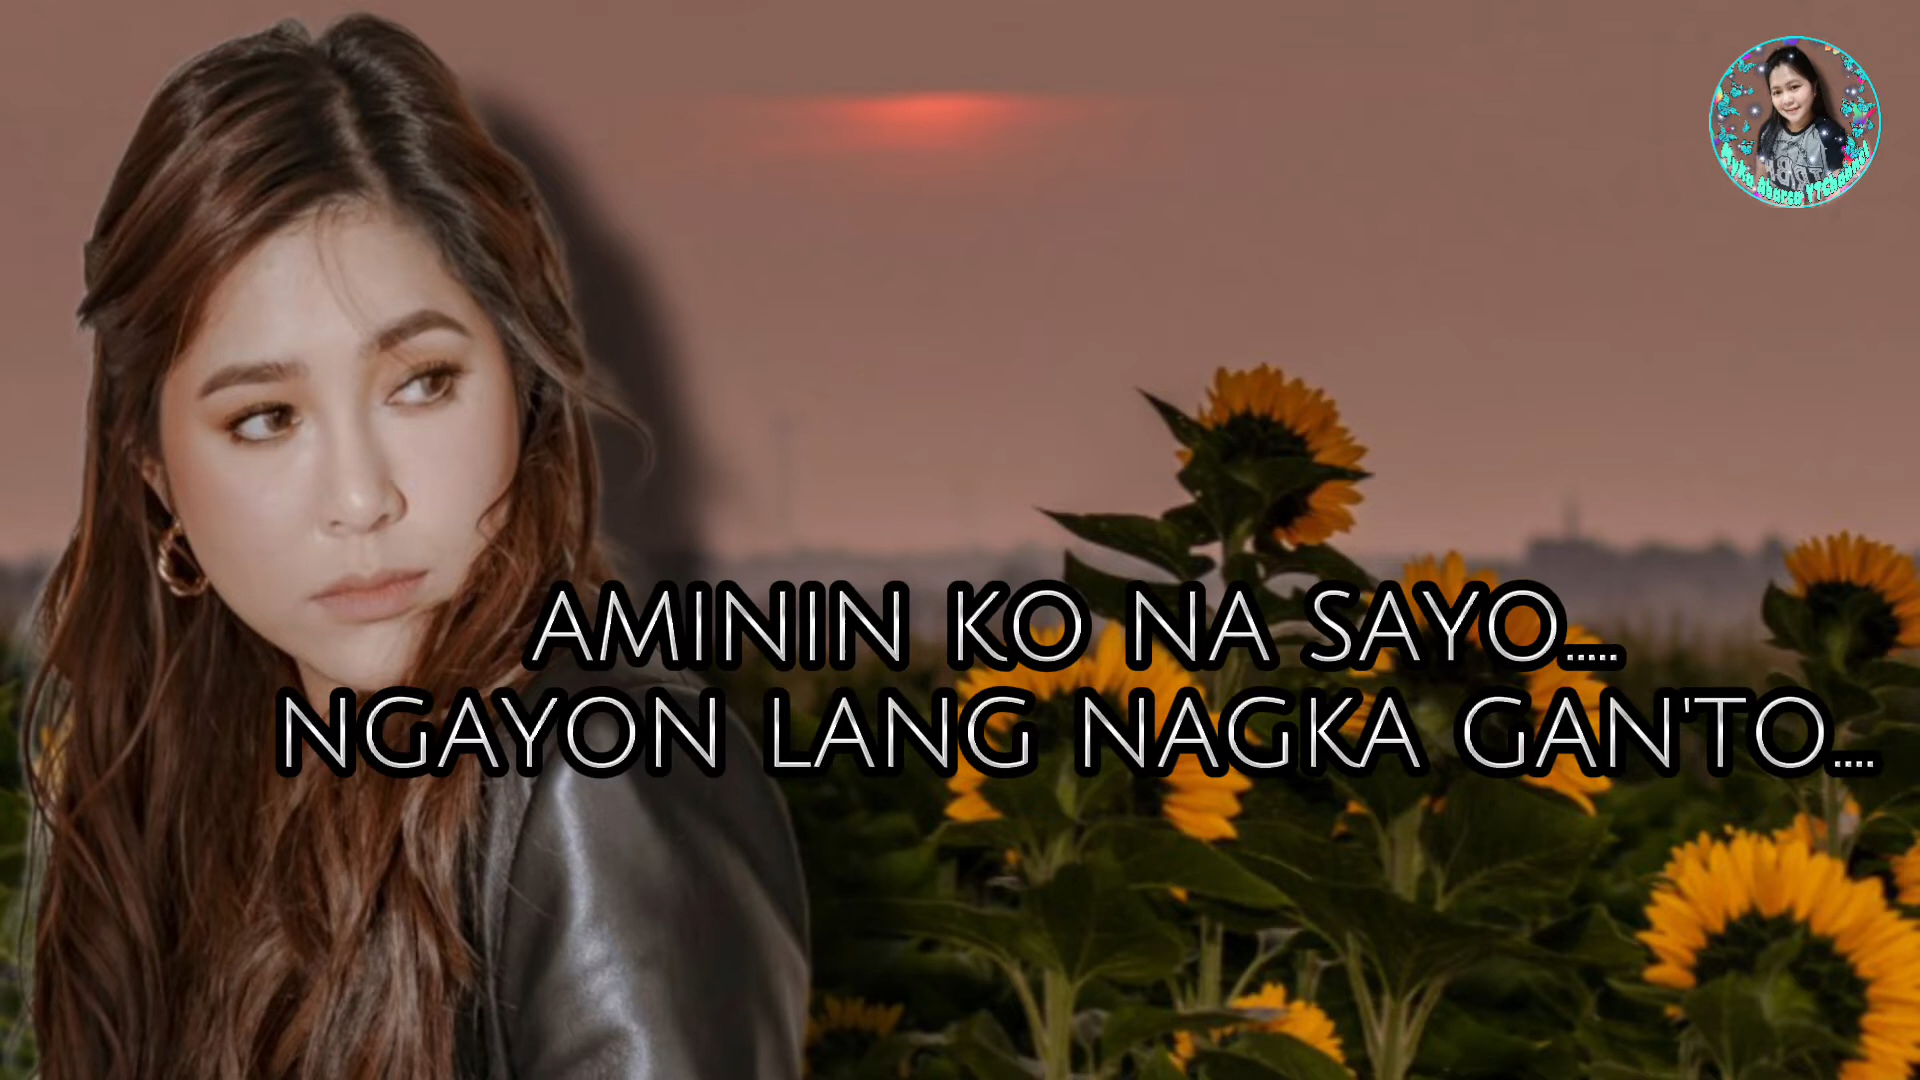 AMININ KO NA SAYO.....
NGAYON LANG NAGKA GAN'TO....